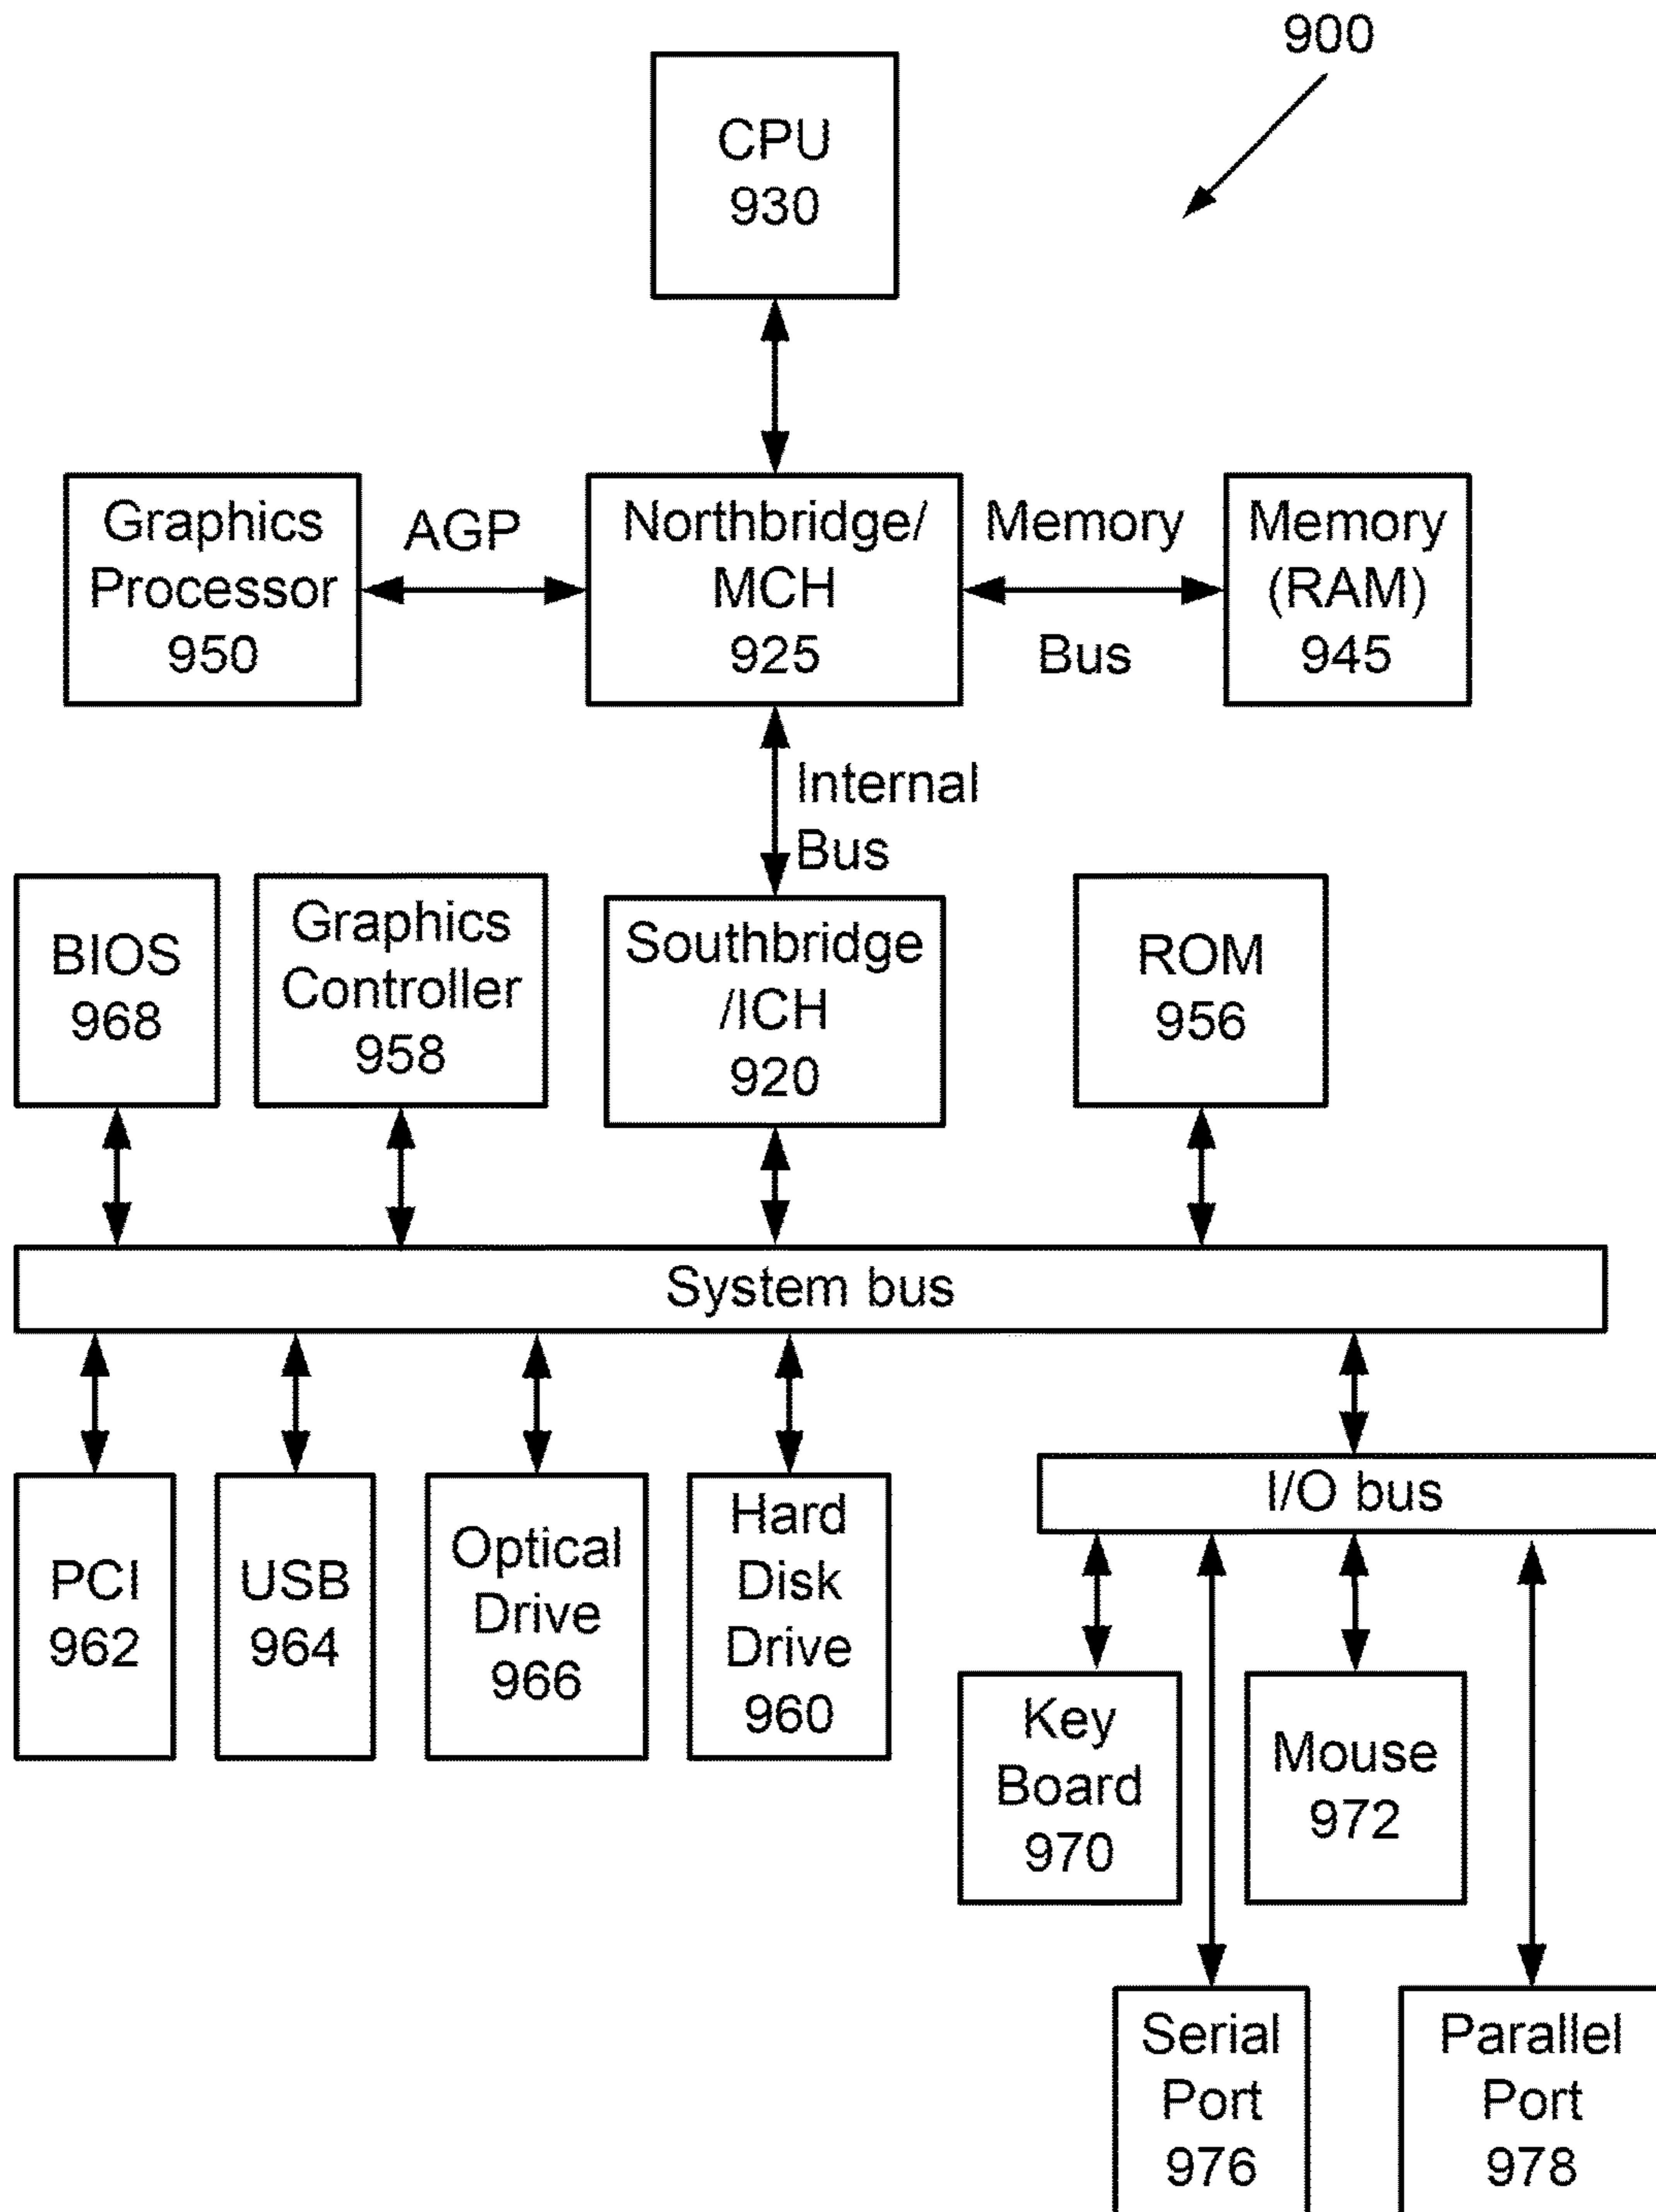 900
CPU
930
Graphics
Processor
950
AGP
Northbridge/
MCH
925
Memory
Bus
Memory
(RAM)
945
Internal
Bus
BIOS
968
Graphics
Controller
958
Southbridge
/ICH
920
ROM
956
System bus
PCI
962
USB
964
Optical
Drive
966
Hard
Disk
Drive
960
I/O bus
Key
Board
970
Mouse
972
Serial
Port
976
Parallel
Port
978